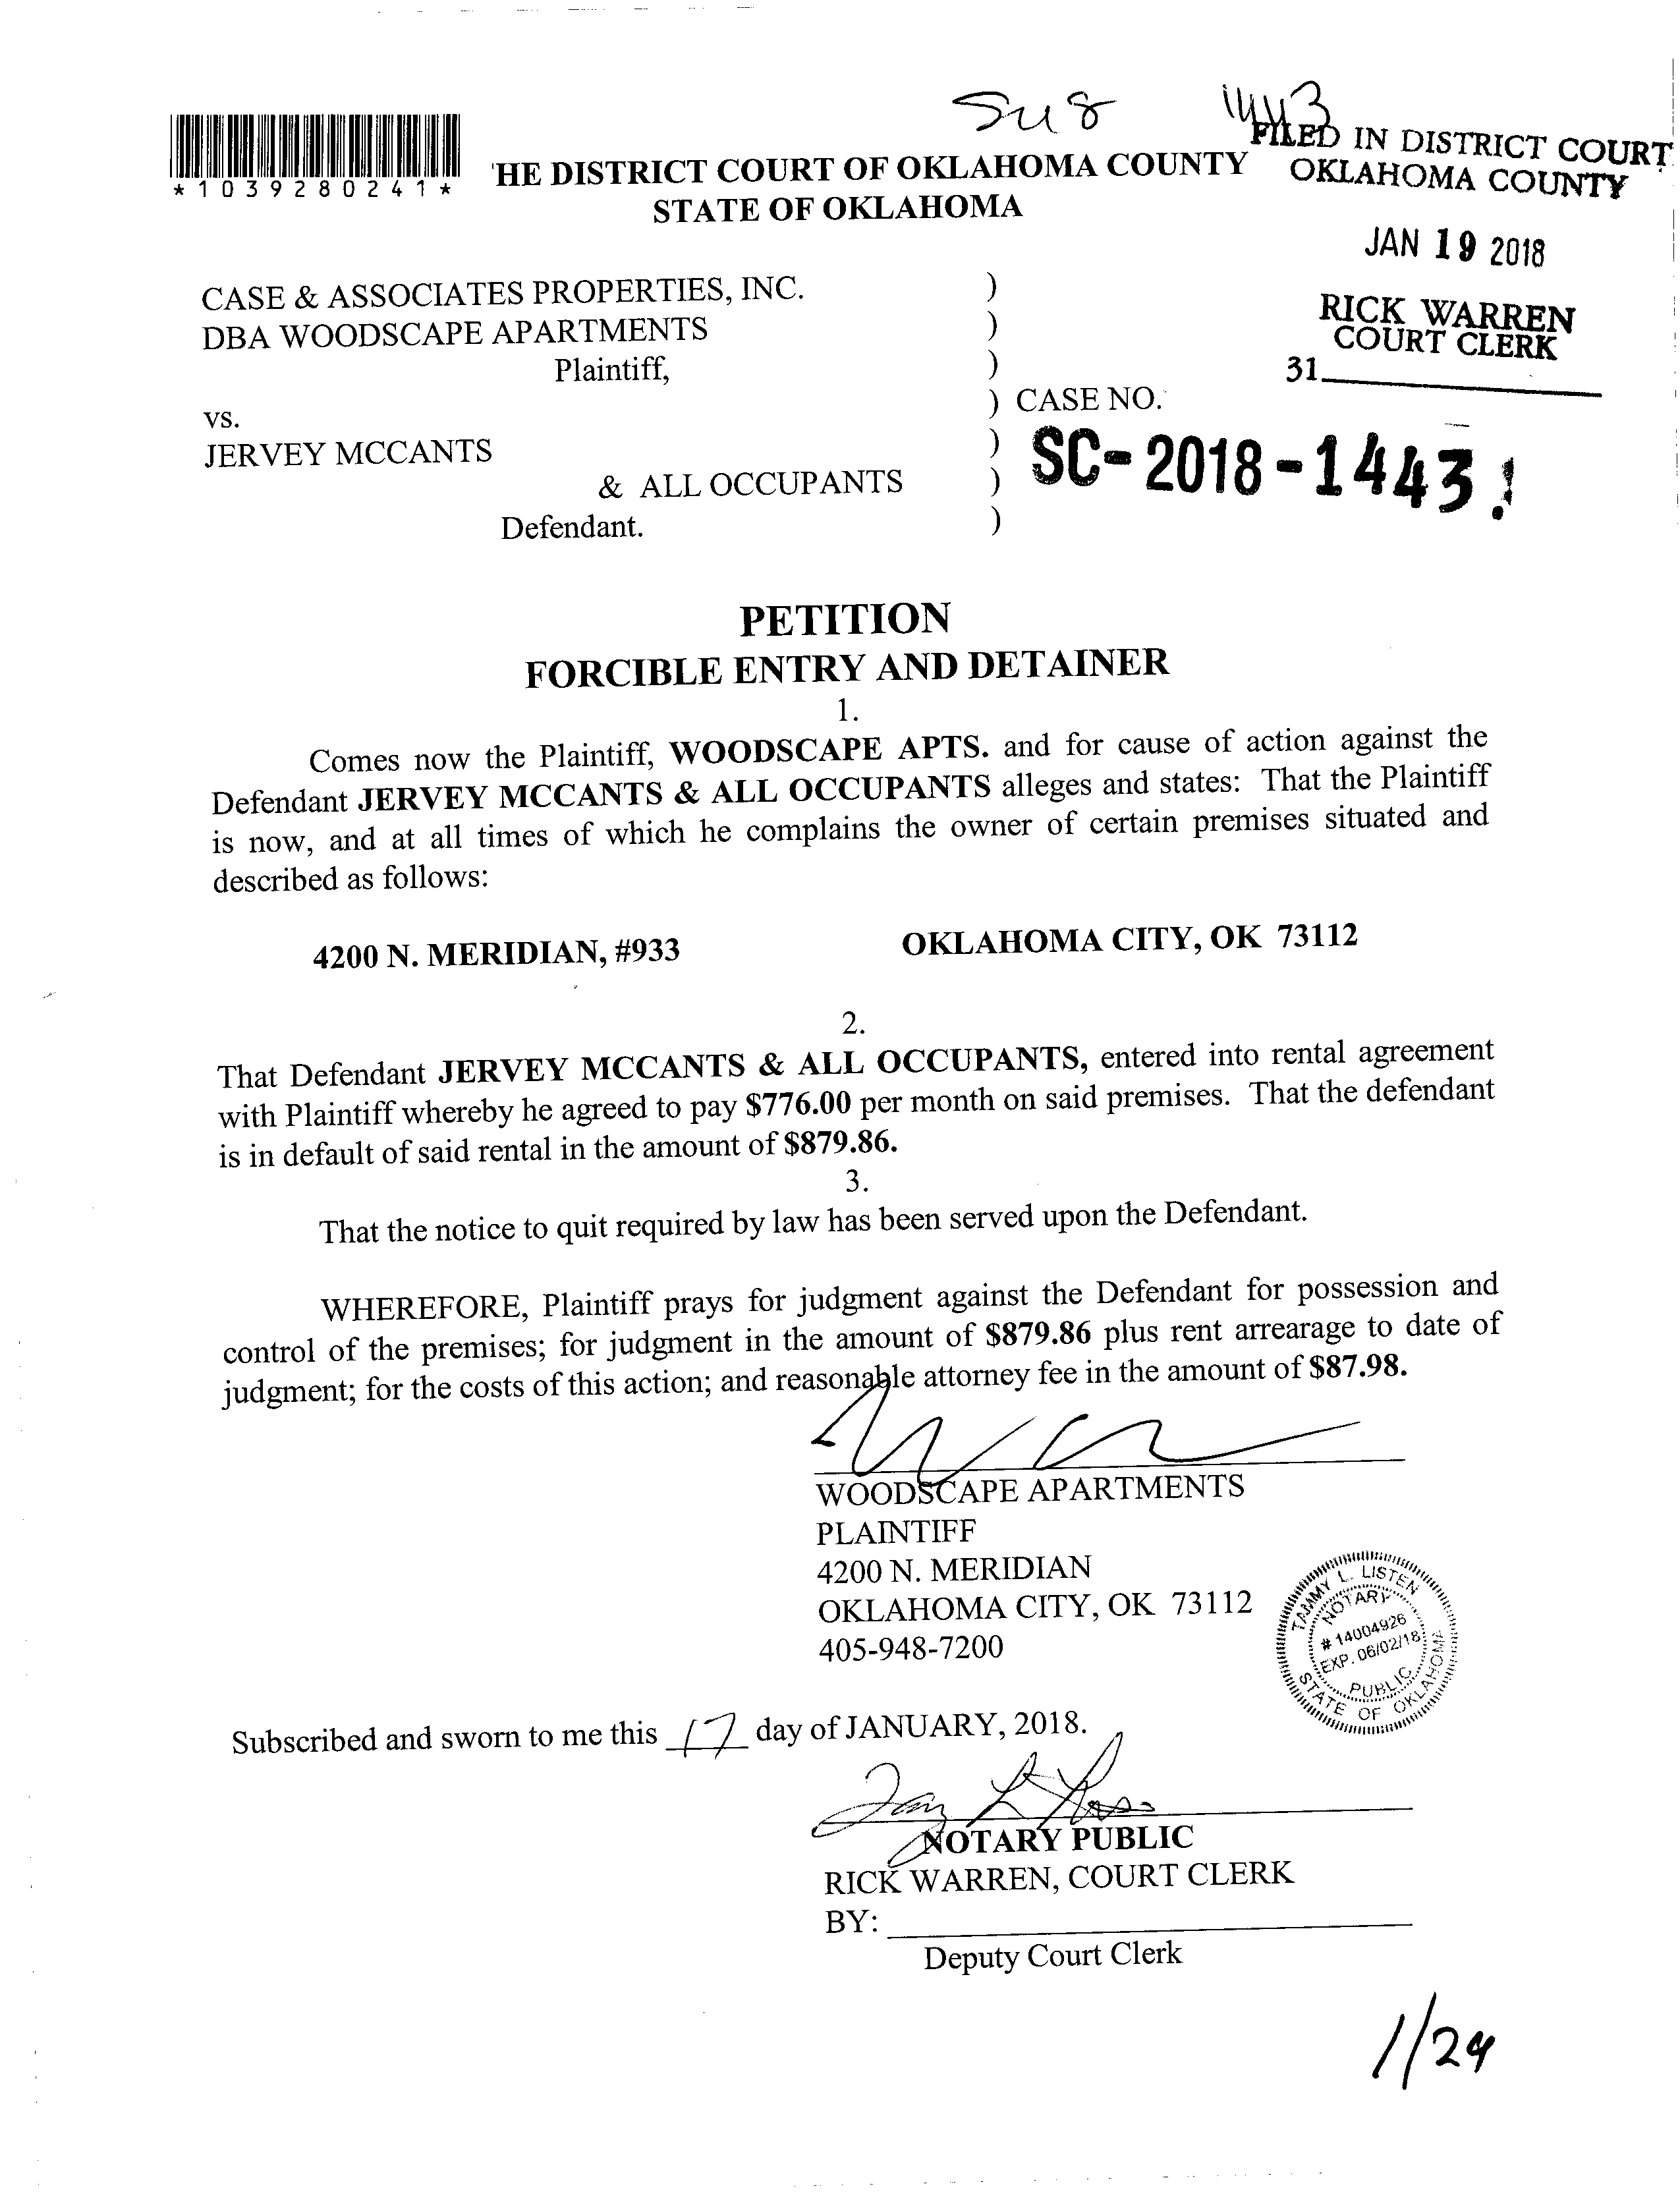 1443
FILED IN DISTRICT COURT
OKLAHOMA COUNTY
*1039280241*
'HE DISTRICT COURT OF OKLAHOMA COUNTY
STATE OF OKLAHOMA
JAN 19 2018
RICK WARREN
COURT CLERK
31
CASE & ASSOCIATES PROPERTIES, INC. )
DBA WOODSCAPE APARTMENTS )
Plaintiff, )
vs. ) CASE NO.
JERVEY MCCANTS ) SC-2018-1443
& ALL OCCUPANTS )
Defendant. )
PETITION
FORCIBLE ENTRY AND DETAINER
1.
Comes now the Plaintiff, WOODSCAPE APTS. and for cause of action against the
Defendant JERVEY MCCANTS & ALL OCCUPANTS alleges and states: That the Plaintiff
is now, and at all times of which he complains the owner of certain premises situated and
described as follows:
4200 N. MERIDIAN, #933 OKLAHOMA CITY, OK 73112
2.
That Defendant JERVEY MCCANTS & ALL OCCUPANTS, entered into rental agreement
with Plaintiff whereby he agreed to pay $776.00 per month on said premises. That the defendant
is in default of said rental in the amount of $879.86.
3.
That the notice to quit required by law has been served upon the Defendant.
WHEREFORE, Plaintiff prays for judgment against the Defendant for possession and
control of the premises; for judgment in the amount of $879.86 plus rent arrearage to date of
judgment; for the costs of this action; and reasonable attorney fee in the amount of $87.98.
WOODSCAPE APARTMENTS
PLAINTIFF
4200 N. MERIDIAN
OKLAHOMA CITY, OK 73112
405-948-7200
TAMMY L. LISTEN
NOTARY
# 14004926
EXP. 06/02/18
PUBLIC
STATE OF OKLAHOMA
Subscribed and sworn to me this 17 day of JANUARY, 2018.
NOTARY PUBLIC
RICK WARREN, COURT CLERK
BY:
Deputy Court Clerk
1/29